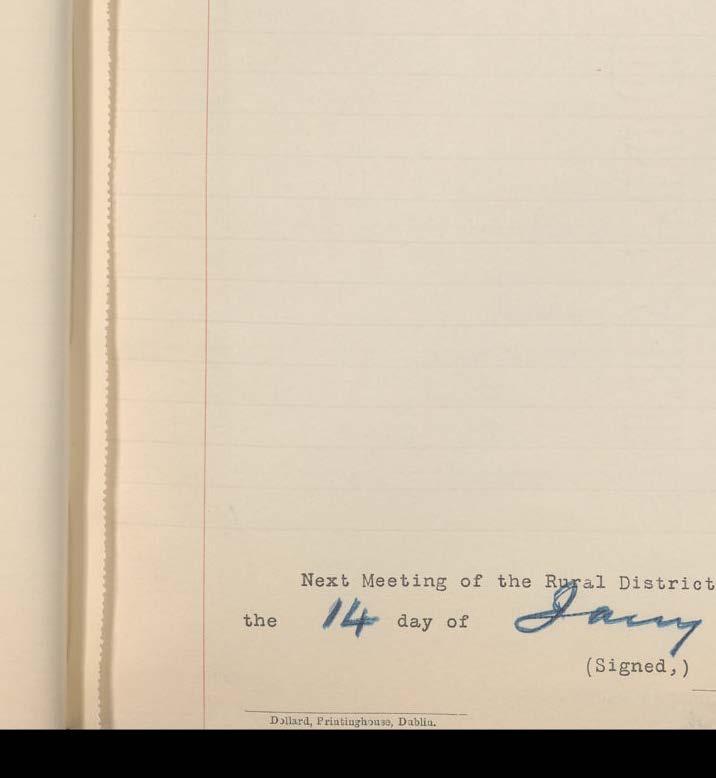 Next Meeting of the Rural District
the 14 day of Jany
(Signed,)
Dollard, Printinghouse, Dublin.